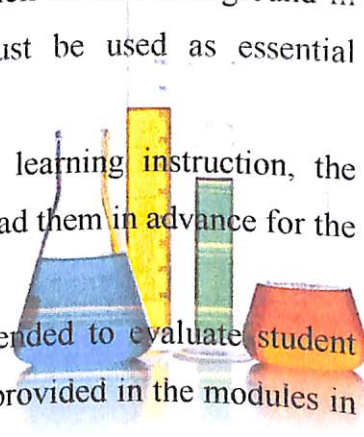 ust be used as essential
learning instruction, the
ad them in advance for the
ended to evaluate student
provided in the modules in